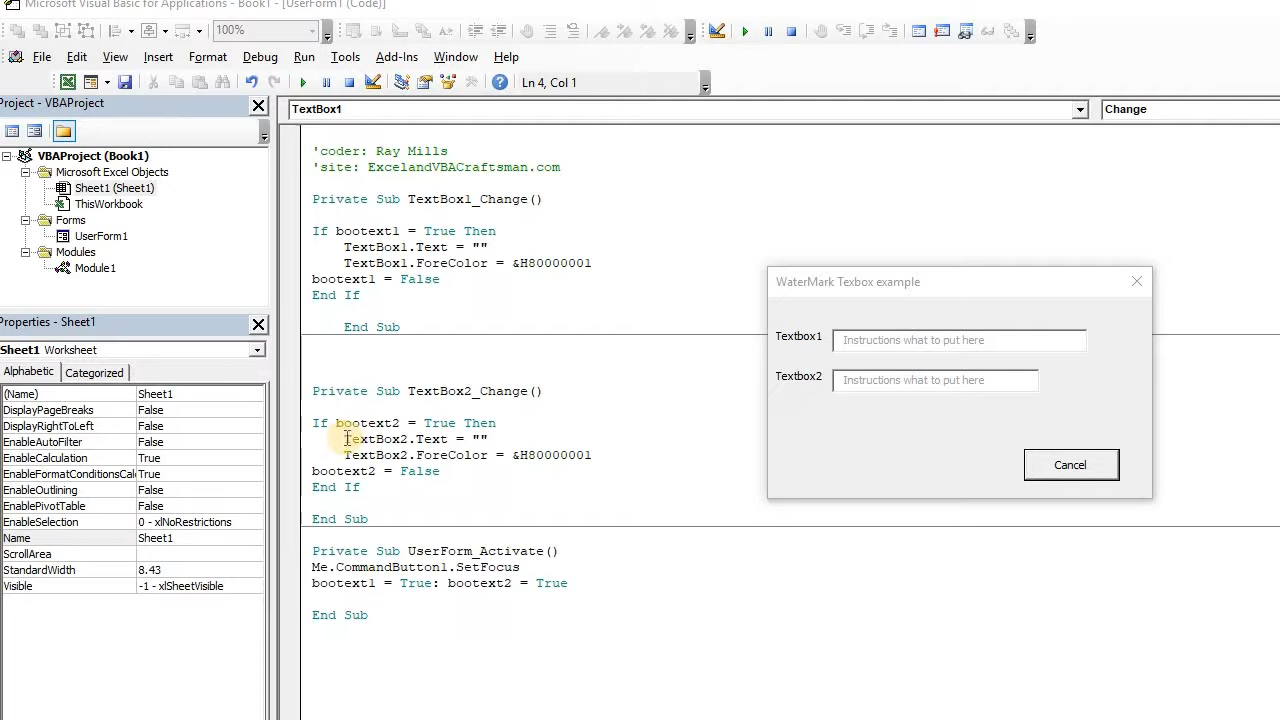 Microsoft Visual Basic for Applications - Book1 - [UserForm1 (Code)]
100%
File Edit View Insert Format Debug Run Tools Add-Ins Window Help
Ln 4, Col 1
Project - VBAProject
VBAProject (Book1)
Microsoft Excel Objects
Sheet1 (Sheet1)
ThisWorkbook
Forms
UserForm1
Modules
Module1
Properties - Sheet1
Sheet1 Worksheet
Alphabetic Categorized
(Name) Sheet1
DisplayPageBreaks False
DisplayRightToLeft False
EnableAutoFilter False
EnableCalculation True
EnableFormatConditionsCalc True
EnableOutlining False
EnablePivotTable False
EnableSelection 0 - xlNoRestrictions
Name Sheet1
ScrollArea
StandardWidth 8.43
Visible -1 - xlSheetVisible
TextBox1 Change
'coder: Ray Mills
'site: ExcelandVBACraftsman.com
Private Sub TextBox1_Change()
If bootext1 = True Then
TextBox1.Text = ""
TextBox1.ForeColor = &H80000001
bootext1 = False
End If
End Sub
Private Sub TextBox2_Change()
If bootext2 = True Then
TextBox2.Text = ""
TextBox2.ForeColor = &H80000001
bootext2 = False
End If
End Sub
Private Sub UserForm_Activate()
Me.CommandButton1.SetFocus
bootext1 = True: bootext2 = True
End Sub
WaterMark Texbox example
Textbox1 Instructions what to put here
Textbox2 Instructions what to put here
Cancel